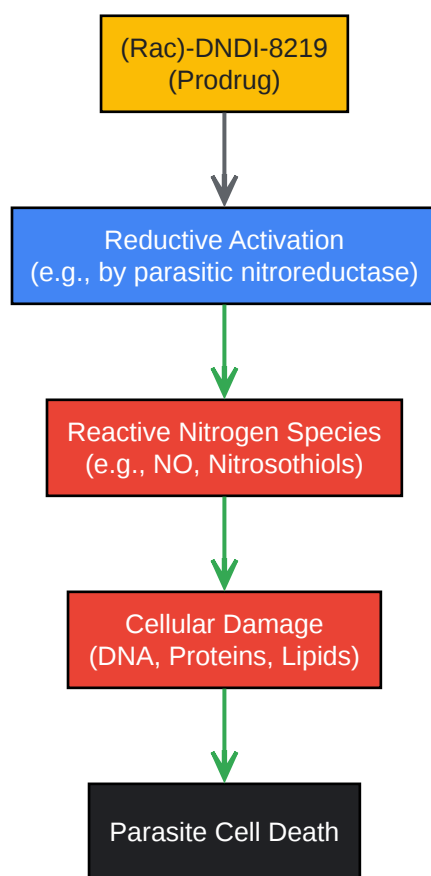 (Rac)-DNDI-8219
(Prodrug)
Reductive Activation
(e.g., by parasitic nitroreductase)
Reactive Nitrogen Species
(e.g., NO, Nitrosothiols)
Cellular Damage
(DNA, Proteins, Lipids)
Parasite Cell Death